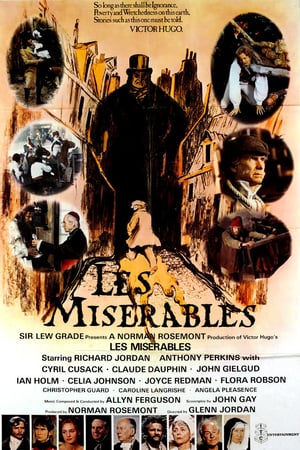 So long as there shall be Ignorance,
Poverty and Wretchedness on this earth,
Stories such as this one must be told.
VICTOR HUGO.
LES
MISERABLES
SIR LEW GRADE Presents A NORMAN ROSEMONT Production of Victor Hugo's
LES MISERABLES
Starring RICHARD JORDAN ANTHONY PERKINS with
CYRIL CUSACK • CLAUDE DAUPHIN • JOHN GIELGUD
IAN HOLM • CELIA JOHNSON • JOYCE REDMAN • FLORA ROBSON
CHRISTOPHER GUARD • CAROLINE LANGRISHE • ANGELA PLEASENCE
Music Composed & Conducted by ALLYN FERGUSON • Screenplay by JOHN GAY
Produced by NORMAN ROSEMONT Directed by GLENN JORDAN
ITC
Entertainment